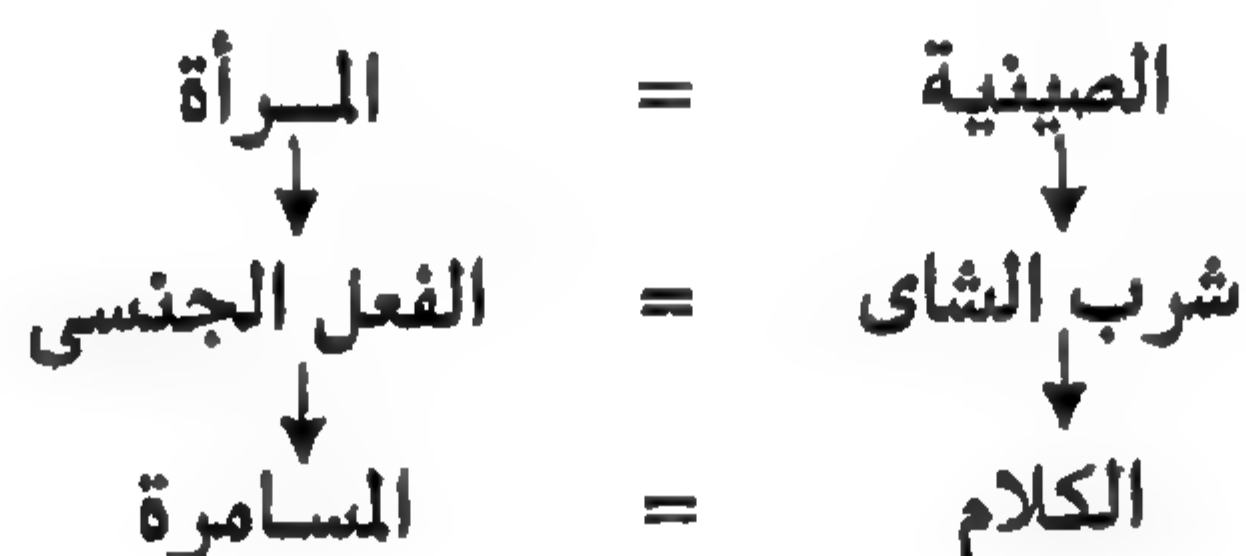 الصينية = المرأة
شرب الشاى = الفعل الجنسى
الكلام = المسامرة